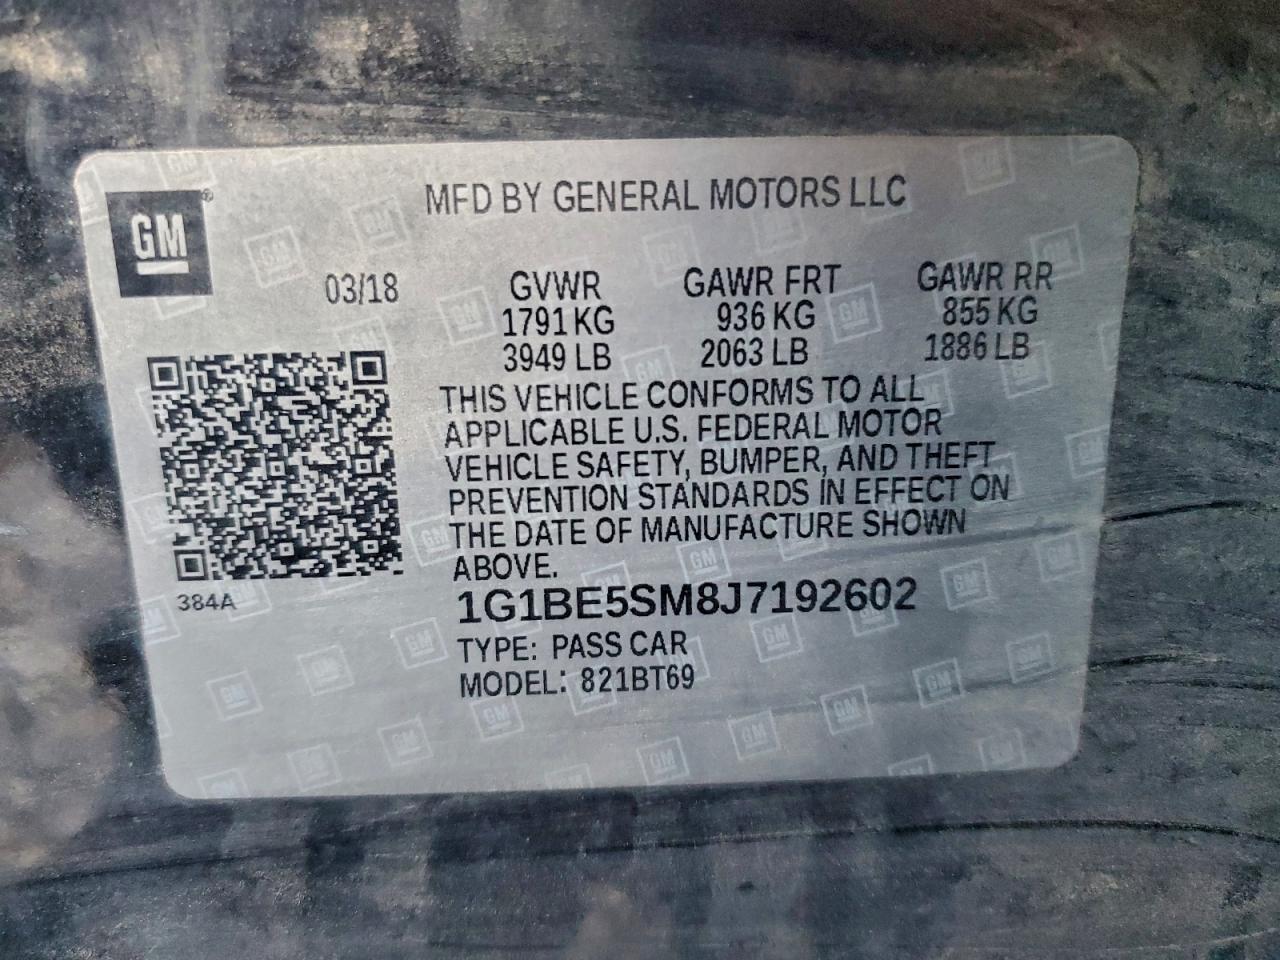 GM®
MFD BY GENERAL MOTORS LLC
03/18
GVWR GAWR FRT GAWR RR
1791 KG 936 KG 855 KG
3949 LB 2063 LB 1886 LB
THIS VEHICLE CONFORMS TO ALL
APPLICABLE U.S. FEDERAL MOTOR
VEHICLE SAFETY, BUMPER, AND THEFT
PREVENTION STANDARDS IN EFFECT ON
THE DATE OF MANUFACTURE SHOWN
ABOVE.
384A
1G1BE5SM8J7192602
TYPE: PASS CAR
MODEL: 821BT69